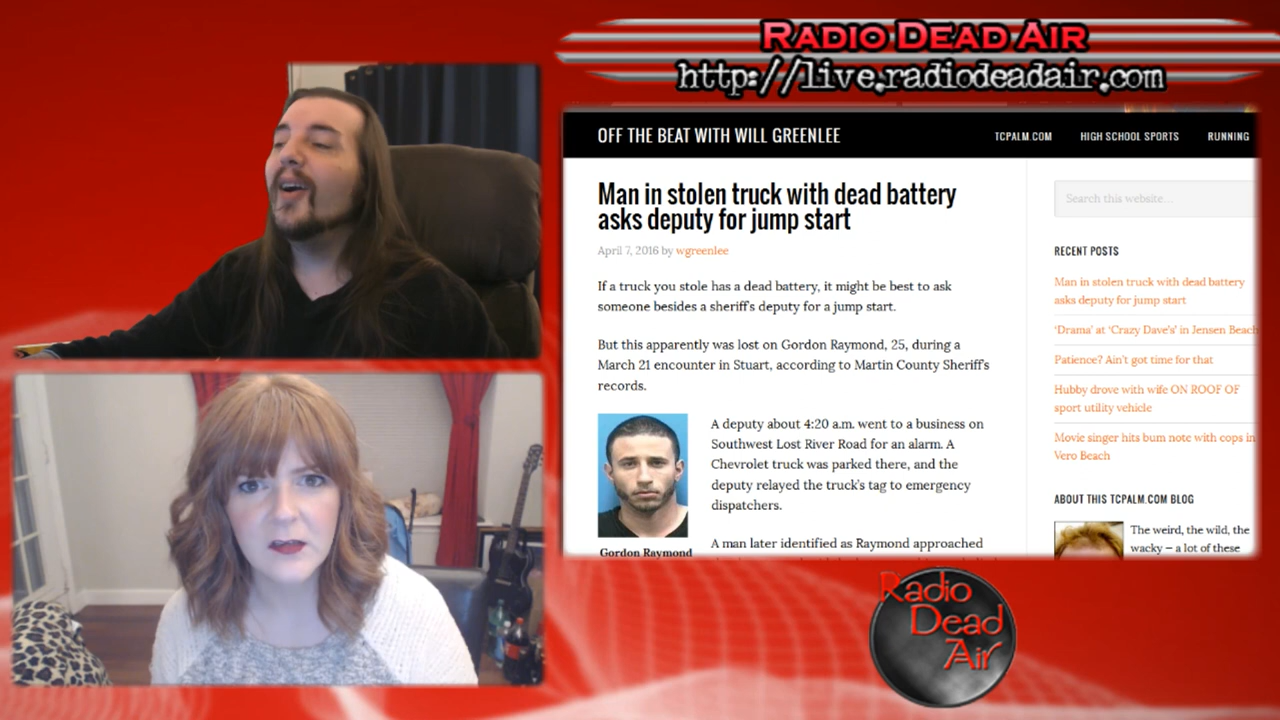 RADIO DEAD AIR
http://live.radiodeadair.com
OFF THE BEAT WITH WILL GREENLEE
TCPALM.COM
HIGH SCHOOL SPORTS
RUNNING
Man in stolen truck with dead battery
asks deputy for jump start
April 7, 2016 by wgreenlee
If a truck you stole has a dead battery, it might be best to ask
someone besides a sheriff's deputy for a jump start.
But this apparently was lost on Gordon Raymond, 25, during a
March 21 encounter in Stuart, according to Martin County Sheriff's
records.
A deputy about 4:20 a.m. went to a business on
Southwest Lost River Road for an alarm. A
Chevrolet truck was parked there, and the
deputy relayed the truck's tag to emergency
dispatchers.
Gordon Raymond
A man later identified as Raymond approached
Search this website...
RECENT POSTS
Man in stolen truck with dead battery
asks deputy for jump start
'Drama' at 'Crazy Dave's' in Jensen Beach
Patience? Ain't got time for that
Hubby drove with wife ON ROOF OF
sport utility vehicle
Movie singer hits bum note with cops in
Vero Beach
ABOUT THIS TCPALM.COM BLOG
The weird, the wild, the
wacky – a lot of these
Radio
Dead
Air